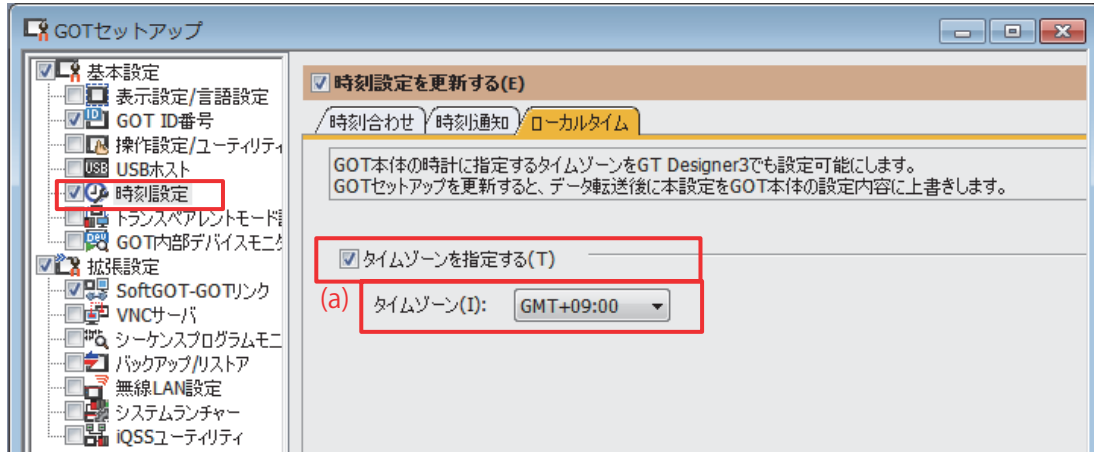 GOTセットアップ
基本設定
表示設定/言語設定
GOT ID番号
操作設定/ユーティリティ
USBホスト
時刻設定
トランスペアレントモード
GOT内部デバイスモニタ
拡張設定
SoftGOT-GOTリンク
VNCサーバ
シーケンスプログラムモニ
バックアップ/リストア
無線LAN設定
システムランチャー
iQSSユーティリティ
時刻設定を更新する(E)
時刻合わせ 時刻通知 ローカルタイム
GOT本体の時計に指定するタイムゾーンをGT Designer3でも設定可能にします。
GOTセットアップを更新すると、データ転送後に本設定をGOT本体の設定内容に上書きします。
タイムゾーンを指定する(T)
(a) タイムゾーン(I): GMT+09:00